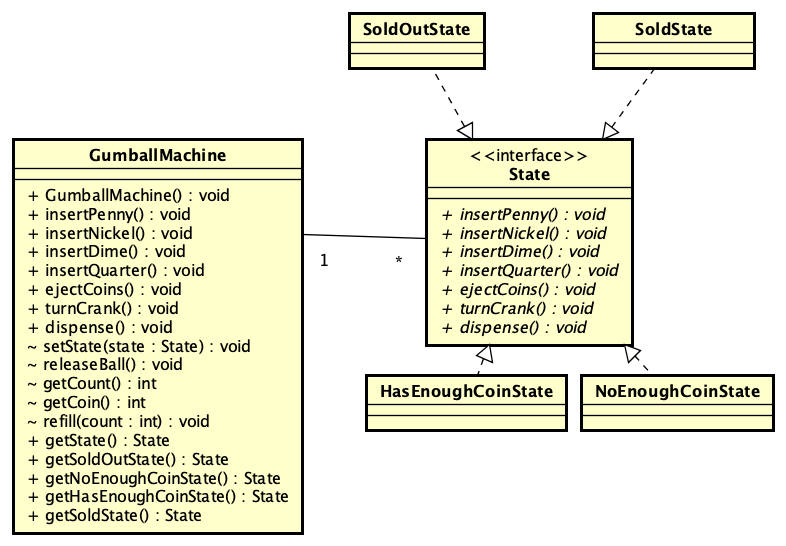 SoldOutState
SoldState
GumballMachine
+ GumballMachine() : void
+ insertPenny() : void
+ insertNickel() : void
+ insertDime() : void
+ insertQuarter() : void
+ ejectCoins() : void
+ turnCrank() : void
+ dispense() : void
~ setState(state : State) : void
~ releaseBall() : void
~ getCount() : int
~ getCoin() : int
~ refill(count : int) : void
+ getState() : State
+ getSoldOutState() : State
+ getNoEnoughCoinState() : State
+ getHasEnoughCoinState() : State
+ getSoldState() : State
1
*
<<interface>>
State
+ insertPenny() : void
+ insertNickel() : void
+ insertDime() : void
+ insertQuarter() : void
+ ejectCoins() : void
+ turnCrank() : void
+ dispense() : void
HasEnoughCoinState
NoEnoughCoinState